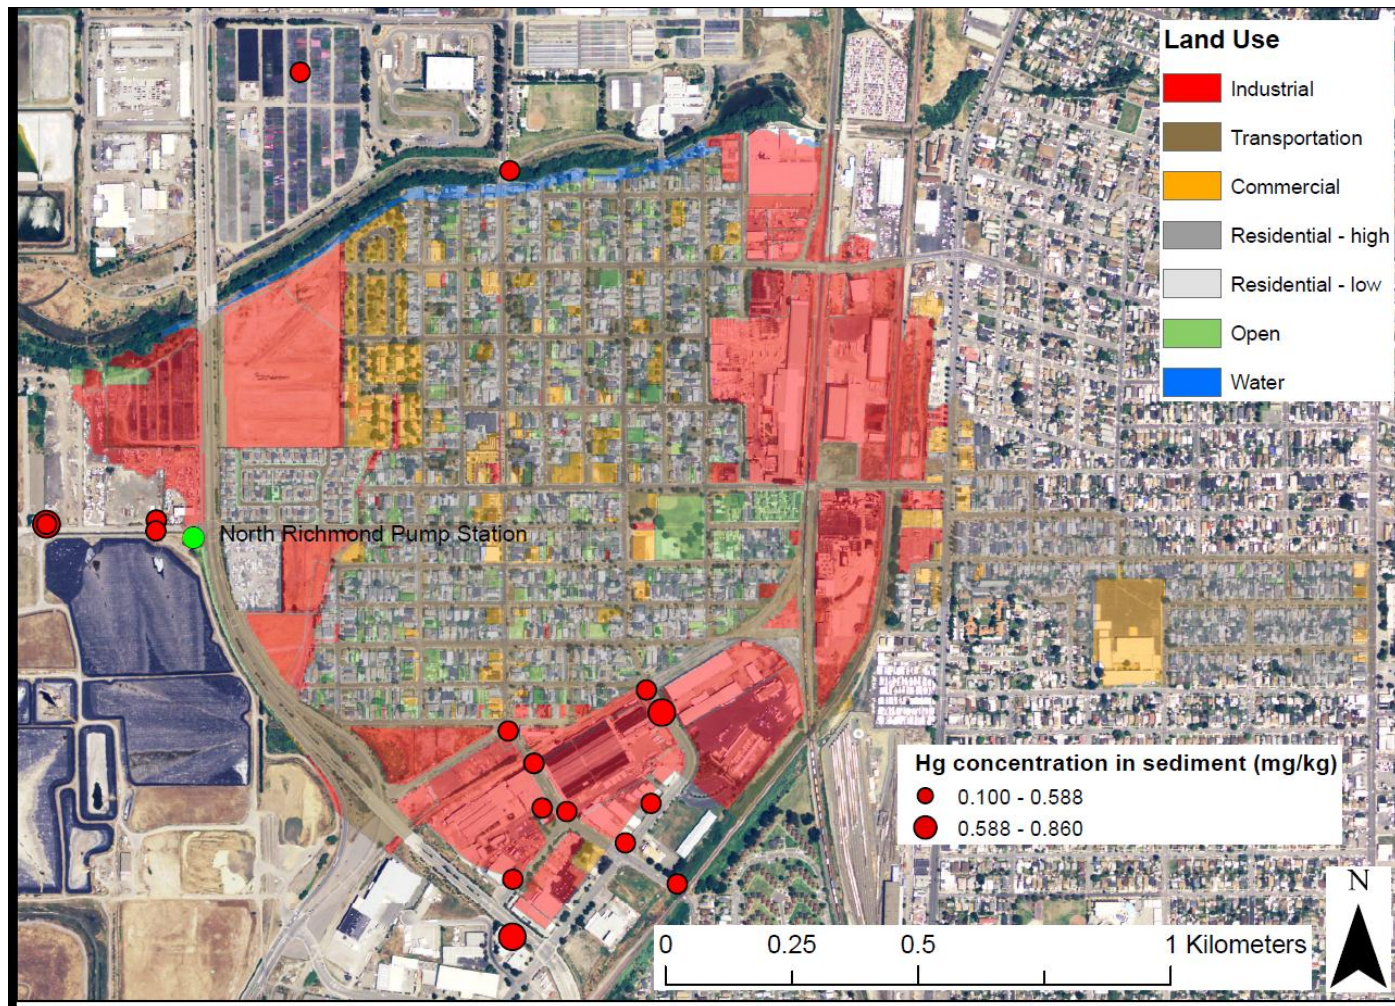 Land Use
Industrial
Transportation
Commercial
Residential - high
Residential - low
Open
Water
North Richmond Pump Station
Hg concentration in sediment (mg/kg)
0.100 - 0.588
0.588 - 0.860
N
0 0.25 0.5 1 Kilometers